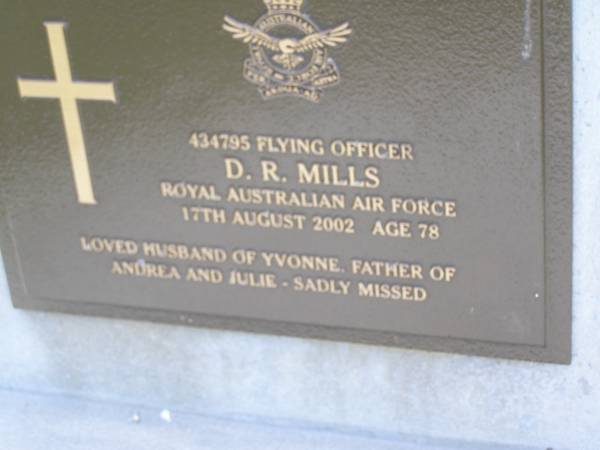 AUSTRALIAN
434795 FLYING OFFICER
D. R. MILLS
ROYAL AUSTRALIAN AIR FORCE
17TH AUGUST 2002 AGE 78
LOVED HUSBAND OF YVONNE. FATHER OF
ANDREA AND JULIE - SADLY MISSED